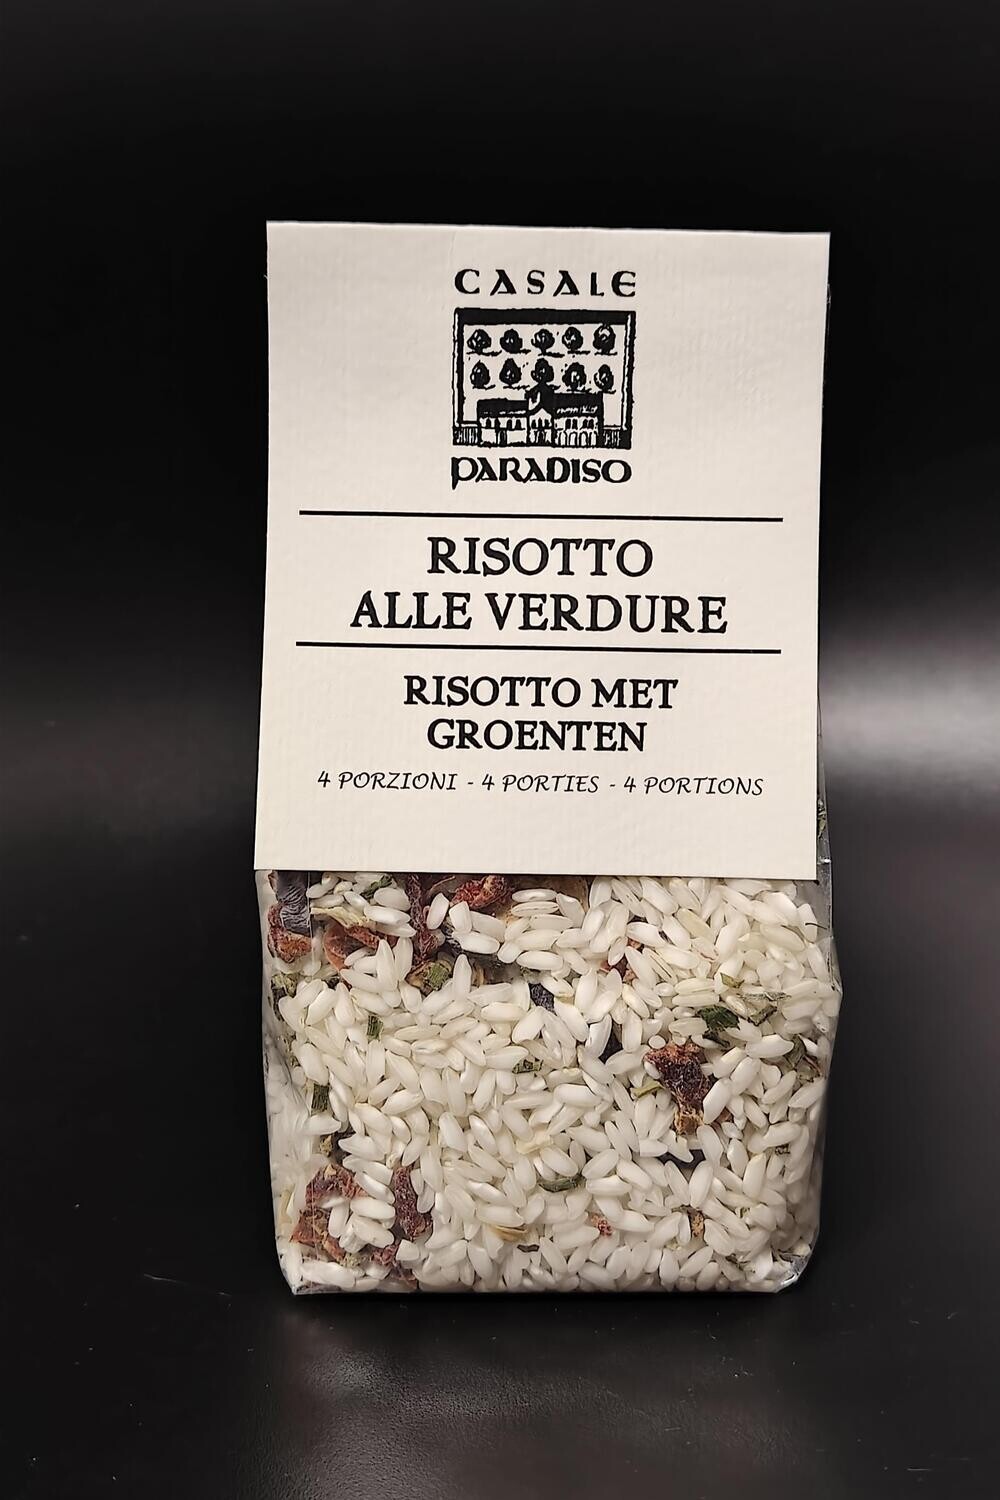 CASALE
PARADISO
RISOTTO
ALLE VERDURE
RISOTTO MET
GROENTEN
4 PORZIONI - 4 PORTIES - 4 PORTIONS